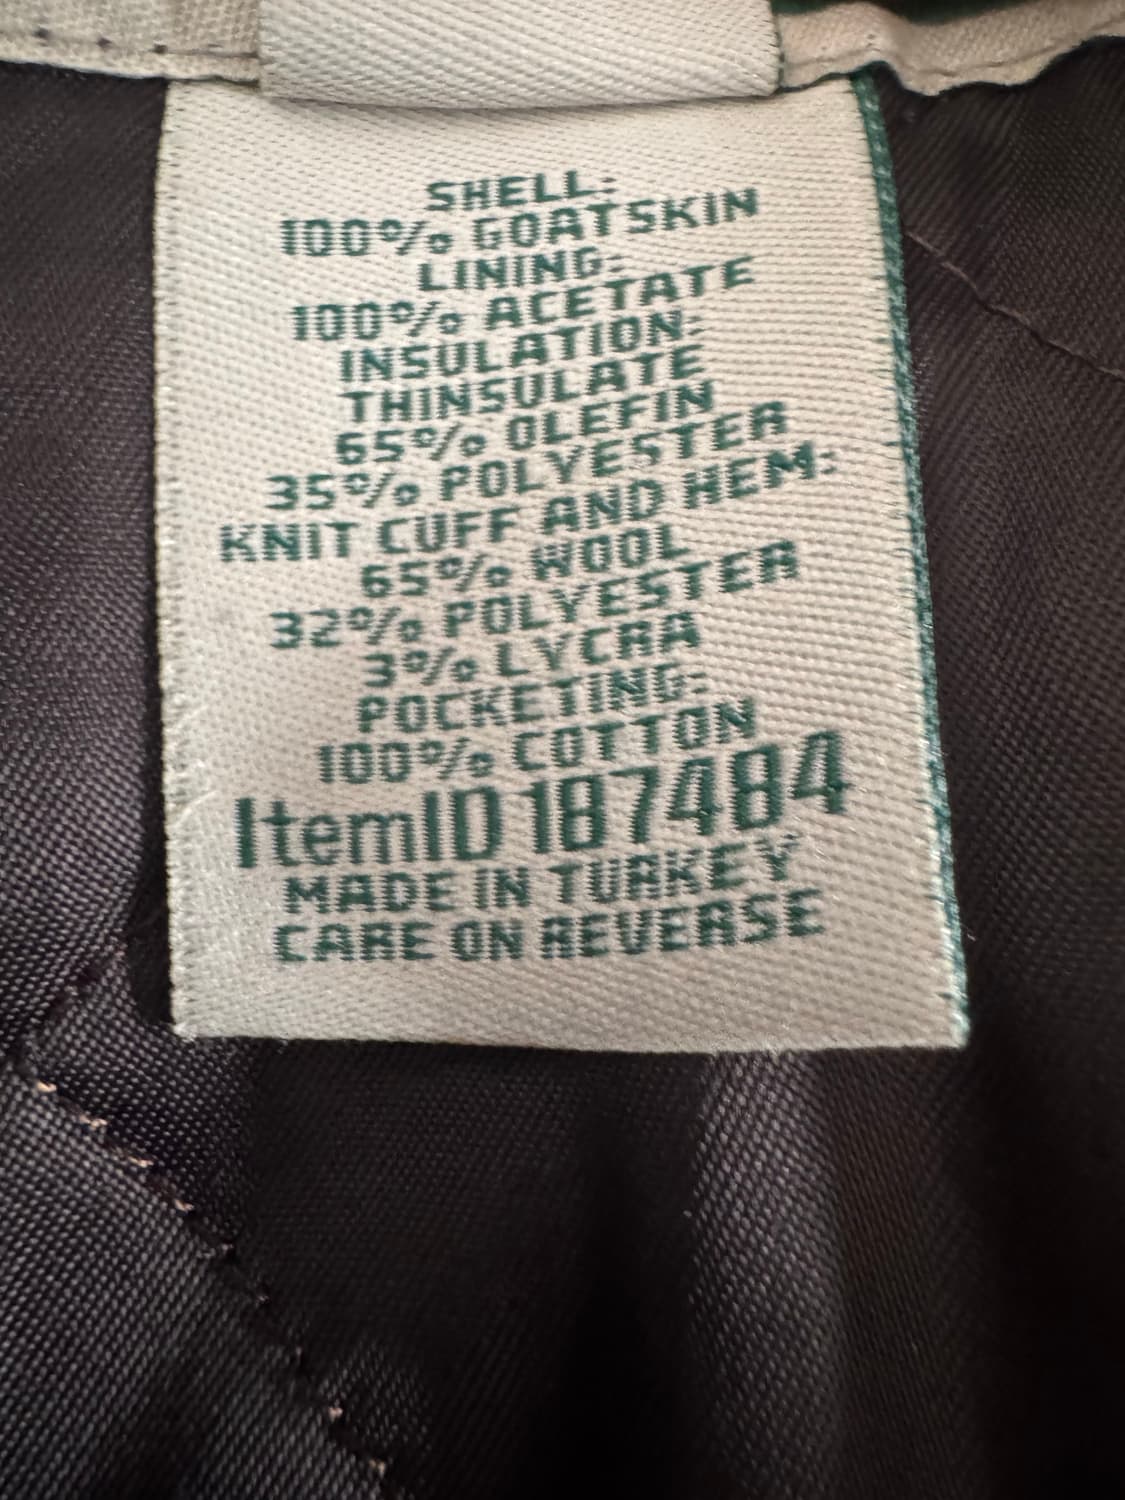 SHELL:
100% GOATSKIN
LINING:
100% ACETATE
INSULATION:
THINSULATE
65% OLEFIN
35% POLYESTER
KNIT CUFF AND HEM:
65% WOOL
32% POLYESTER
3% LYCRA
POCKETING:
100% COTTON
ItemID 187484
MADE IN TURKEY
CARE ON REVERSE